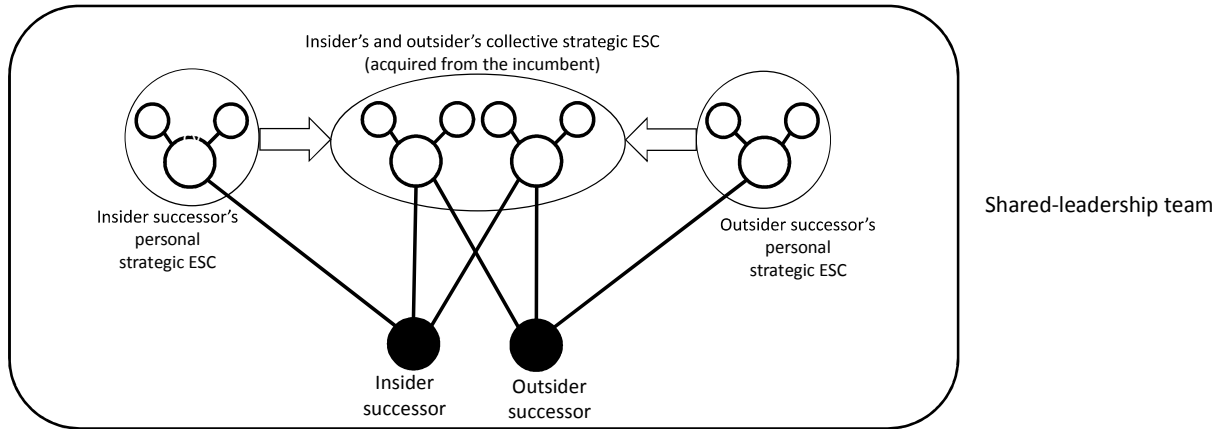 Insider's and outsider's collective strategic ESC
(acquired from the incumbent)
Insider successor's
personal
strategic ESC
Outsider successor's
personal
strategic ESC
Shared-leadership team
Insider
successor
Outsider
successor